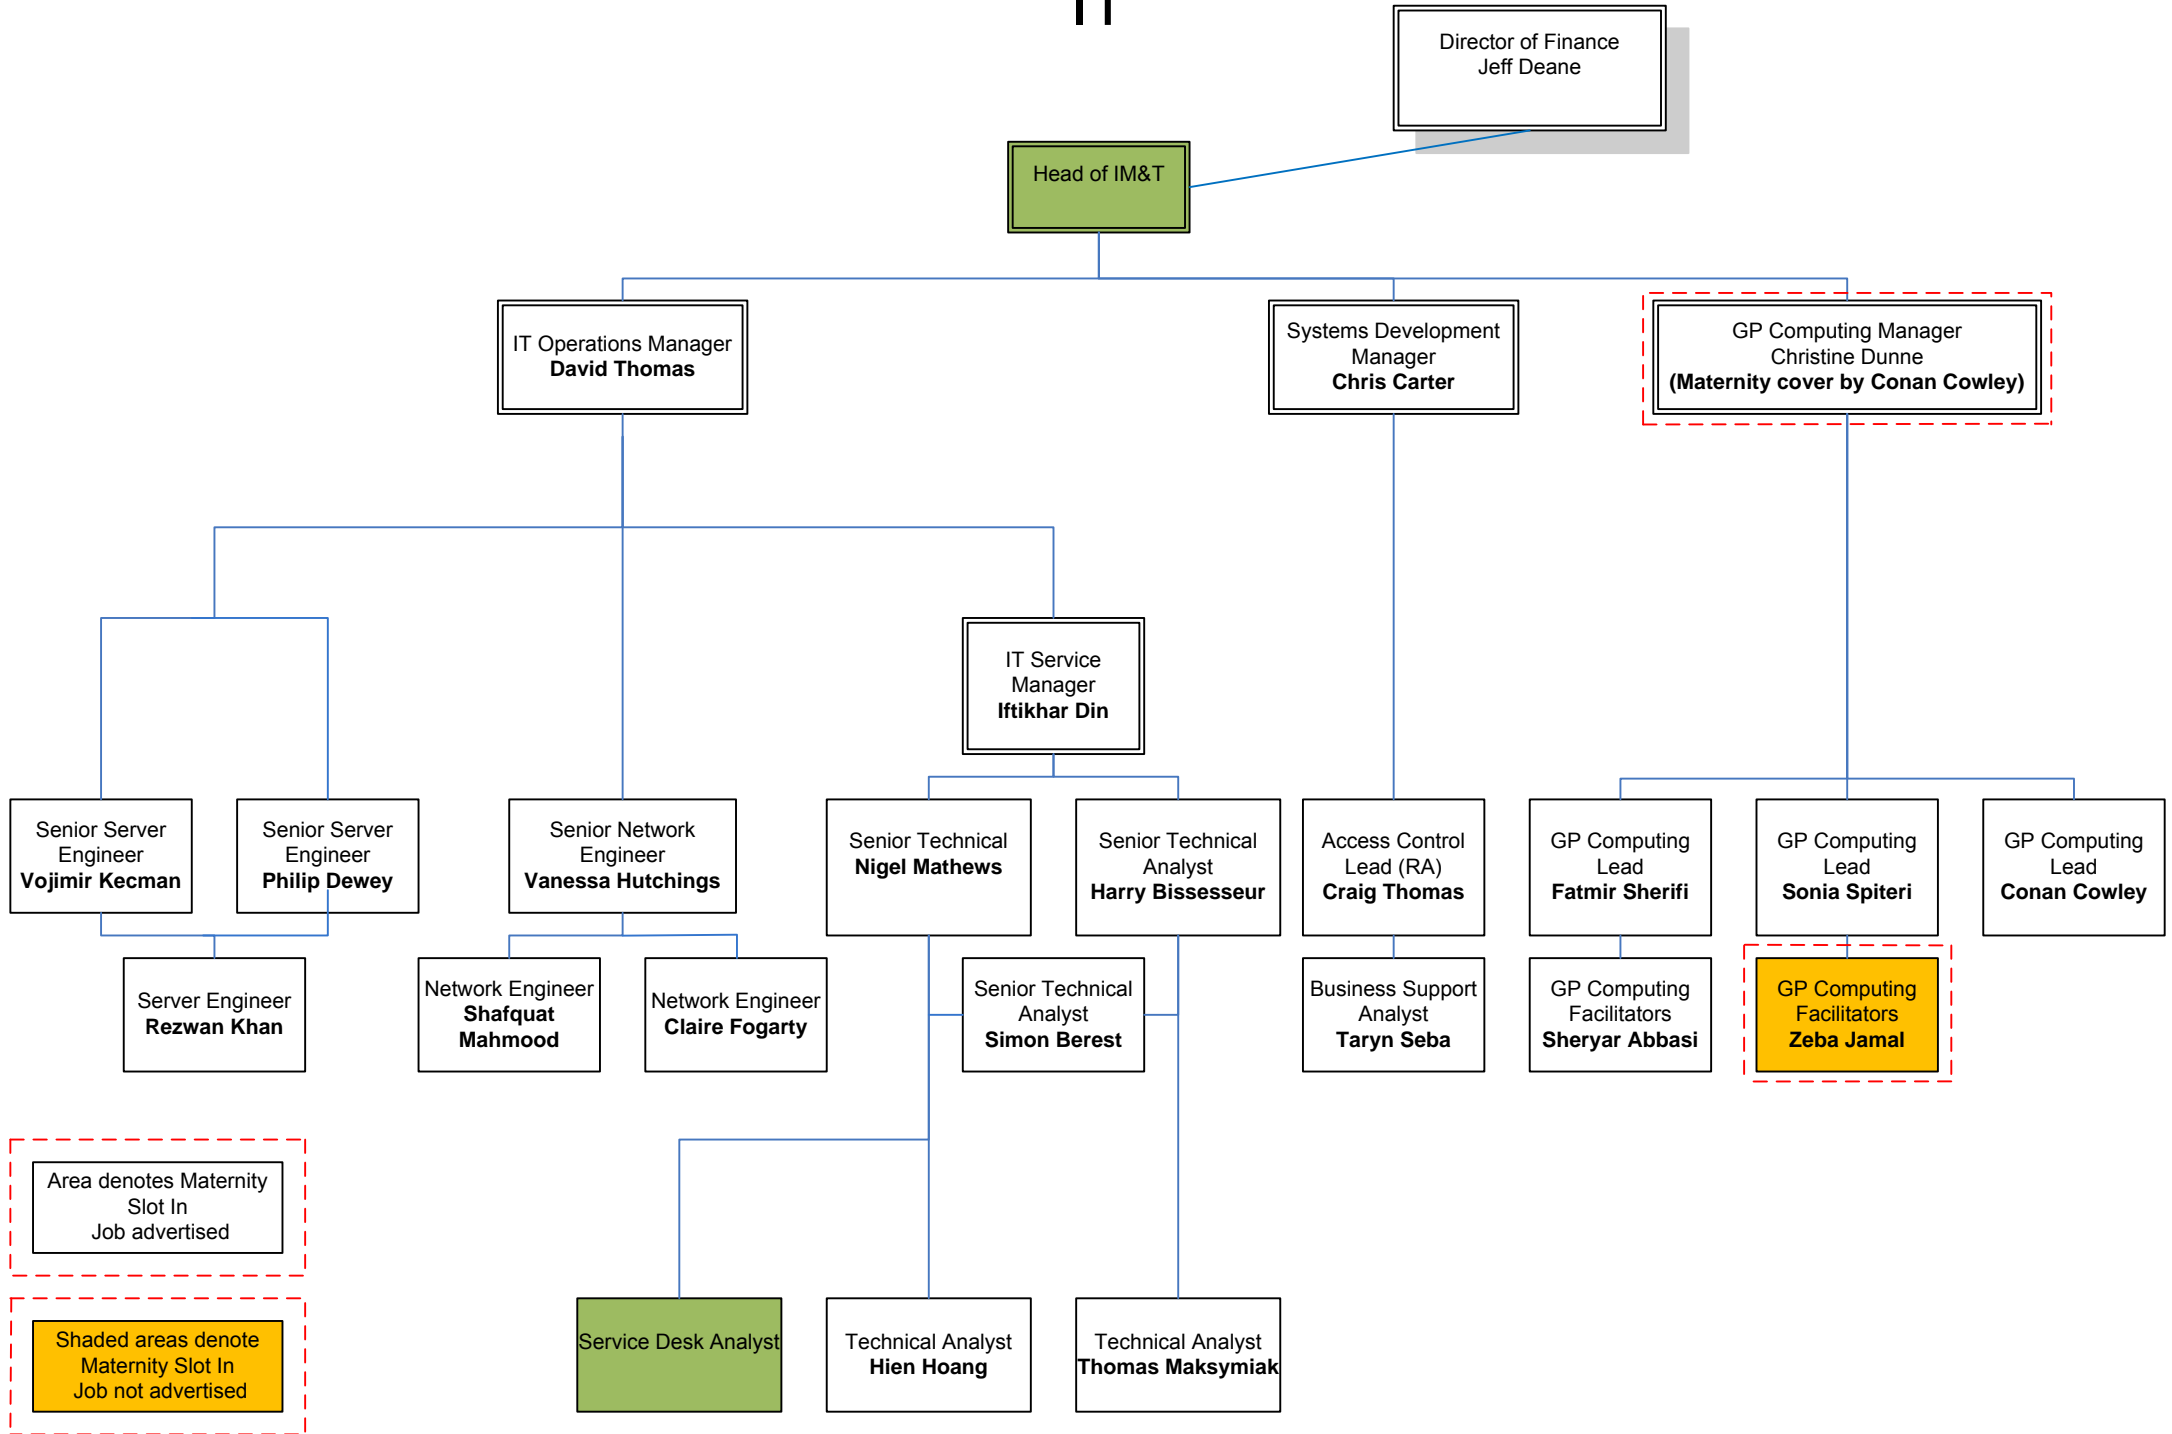 Director of Finance
Jeff Deane
Head of IM&T
IT Operations Manager
David Thomas
Systems Development
Manager
Chris Carter
GP Computing Manager
Christine Dunne
(Maternity cover by Conan Cowley)
IT Service
Manager
Iftikhar Din
Senior Server
Engineer
Vojimir Kecman
Senior Server
Engineer
Philip Dewey
Senior Network
Engineer
Vanessa Hutchings
Senior Technical
Nigel Mathews
Senior Technical
Analyst
Harry Bissesseur
Access Control
Lead (RA)
Craig Thomas
GP Computing
Lead
Fatmir Sherifi
GP Computing
Lead
Sonia Spiteri
GP Computing
Lead
Conan Cowley
Server Engineer
Rezwan Khan
Network Engineer
Shafquat
Mahmood
Network Engineer
Claire Fogarty
Senior Technical
Analyst
Simon Berest
Business Support
Analyst
Taryn Seba
GP Computing
Facilitators
Sheryar Abbasi
GP Computing
Facilitators
Zeba Jamal
Area denotes Maternity
Slot In
Job advertised
Shaded areas denote
Maternity Slot In
Job not advertised
Service Desk Analyst
Technical Analyst
Hien Hoang
Technical Analyst
Thomas Maksymiak